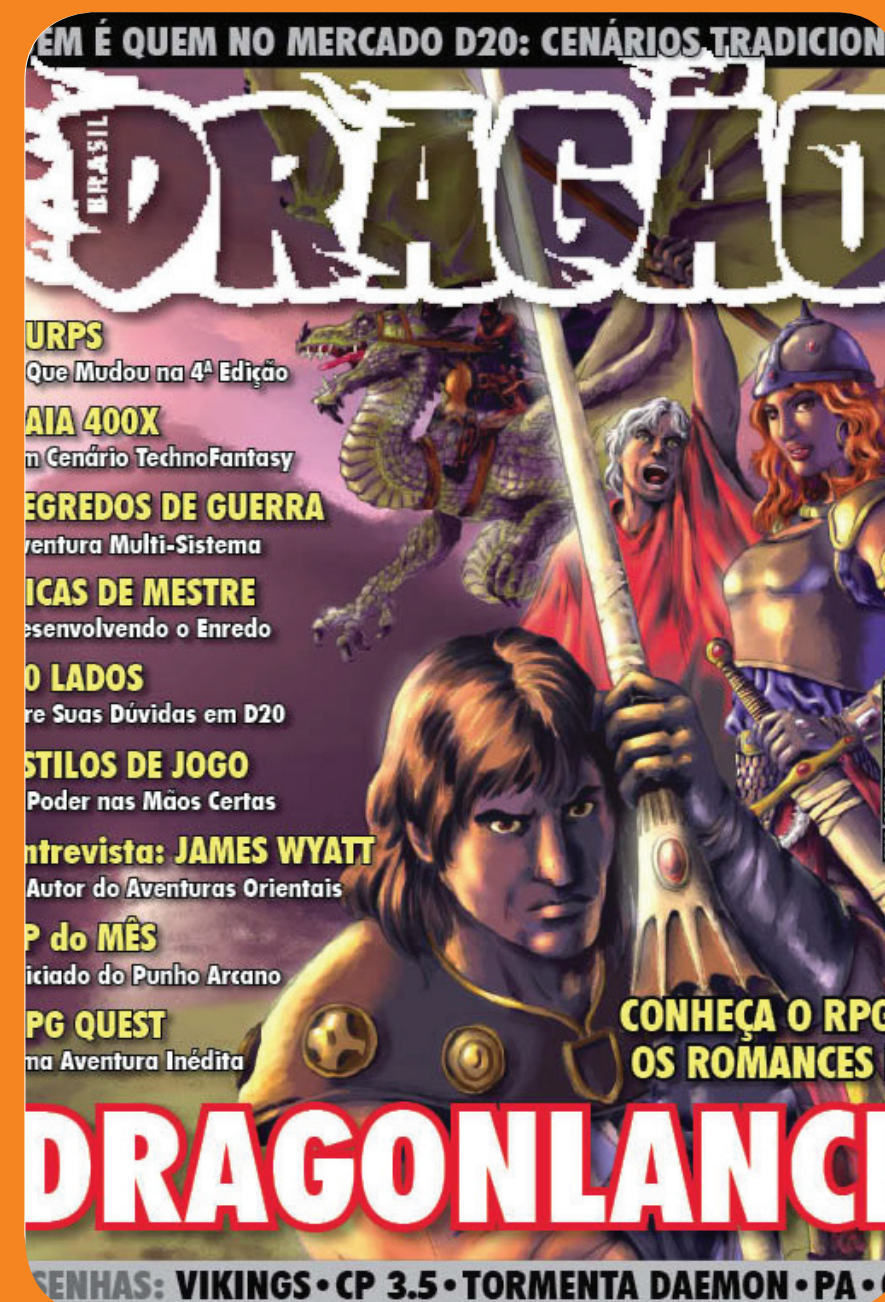 EM É QUEM NO MERCADO D20: CENÁRIOS TRADICION
BRASIL
DRAGÃO
URPS
Que Mudou na 4ª Edição
AIA 400X
m Cenário TechnoFantasy
EGREDOS DE GUERRA
ventura Multi-Sistema
ICAS DE MESTRE
esenvolvendo o Enredo
0 LADOS
re Suas Dúvidas em D20
STILOS DE JOGO
Poder nas Mãos Certas
ntrevista: JAMES WYATT
Autor do Aventuras Orientais
P do MÊS
iciado do Punho Arcano
PG QUEST
ma Aventura Inédita
CONHEÇA O RPG
OS ROMANCES
DRAGONLANC
SENHAS: VIKINGS • CP 3.5 • TORMENTA DAEMON • PA •